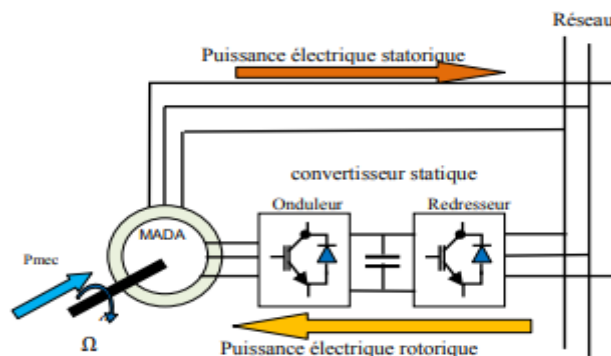 Réseau
Puissance électrique statorique
convertisseur statique
Onduleur
Redresseur
MADA
Pmec
Ω
Puissance électrique rotorique